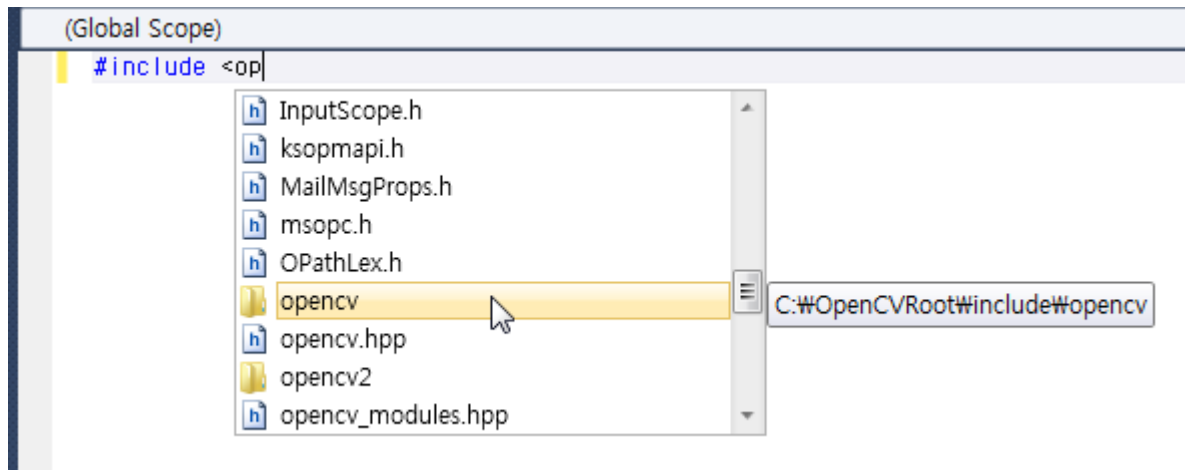 (Global Scope)
#include <op
InputScope.h
ksopmapi.h
MailMsgProps.h
msopc.h
OPathLex.h
opencv
C:₩OpenCVRoot₩include₩opencv
opencv.hpp
opencv2
opencv_modules.hpp